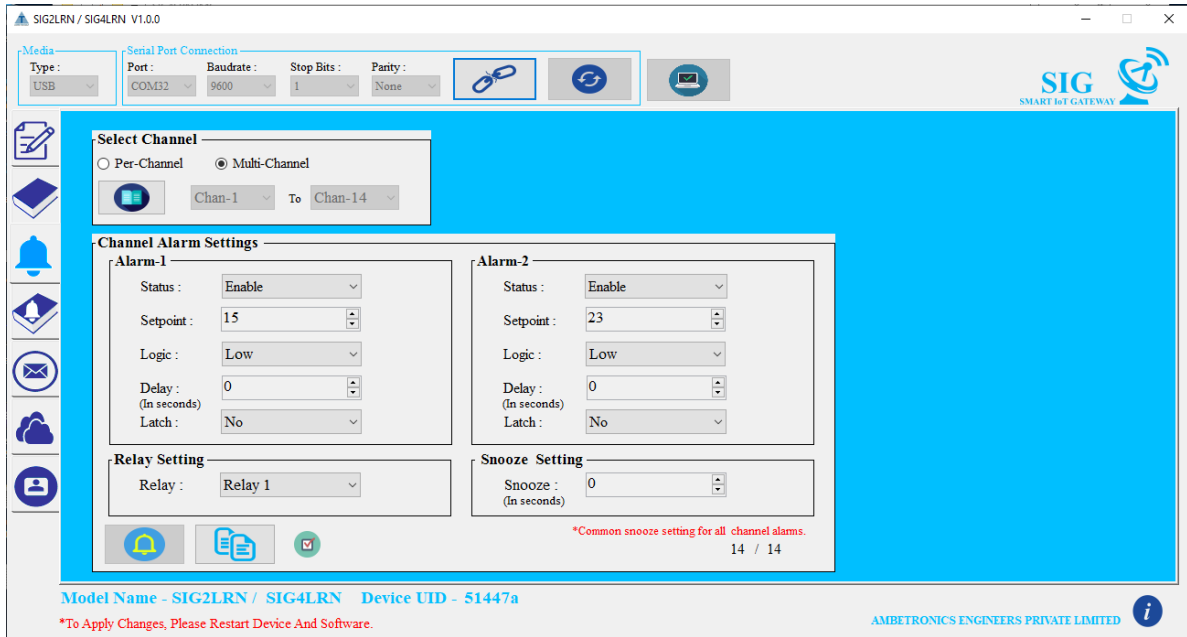 SIG2LRN / SIG4LRN V1.0.0
Media
Type :
USB
Serial Port Connection
Port : Baudrate : Stop Bits : Parity :
COM32 9600 1 None
SIG
SMART IoT GATEWAY
Select Channel
Per-Channel Multi-Channel
Chan-1 To Chan-14
Channel Alarm Settings
Alarm-1
Status : Enable
Setpoint : 15
Logic : Low
Delay : 0
(In seconds)
Latch : No
Alarm-2
Status : Enable
Setpoint : 23
Logic : Low
Delay : 0
(In seconds)
Latch : No
Relay Setting
Relay : Relay 1
Snooze Setting
Snooze : 0
(In seconds)
*Common snooze setting for all channel alarms.
14 / 14
Model Name - SIG2LRN / SIG4LRN Device UID - 51447a
*To Apply Changes, Please Restart Device And Software.
AMBETRONICS ENGINEERS PRIVATE LIMITED
i